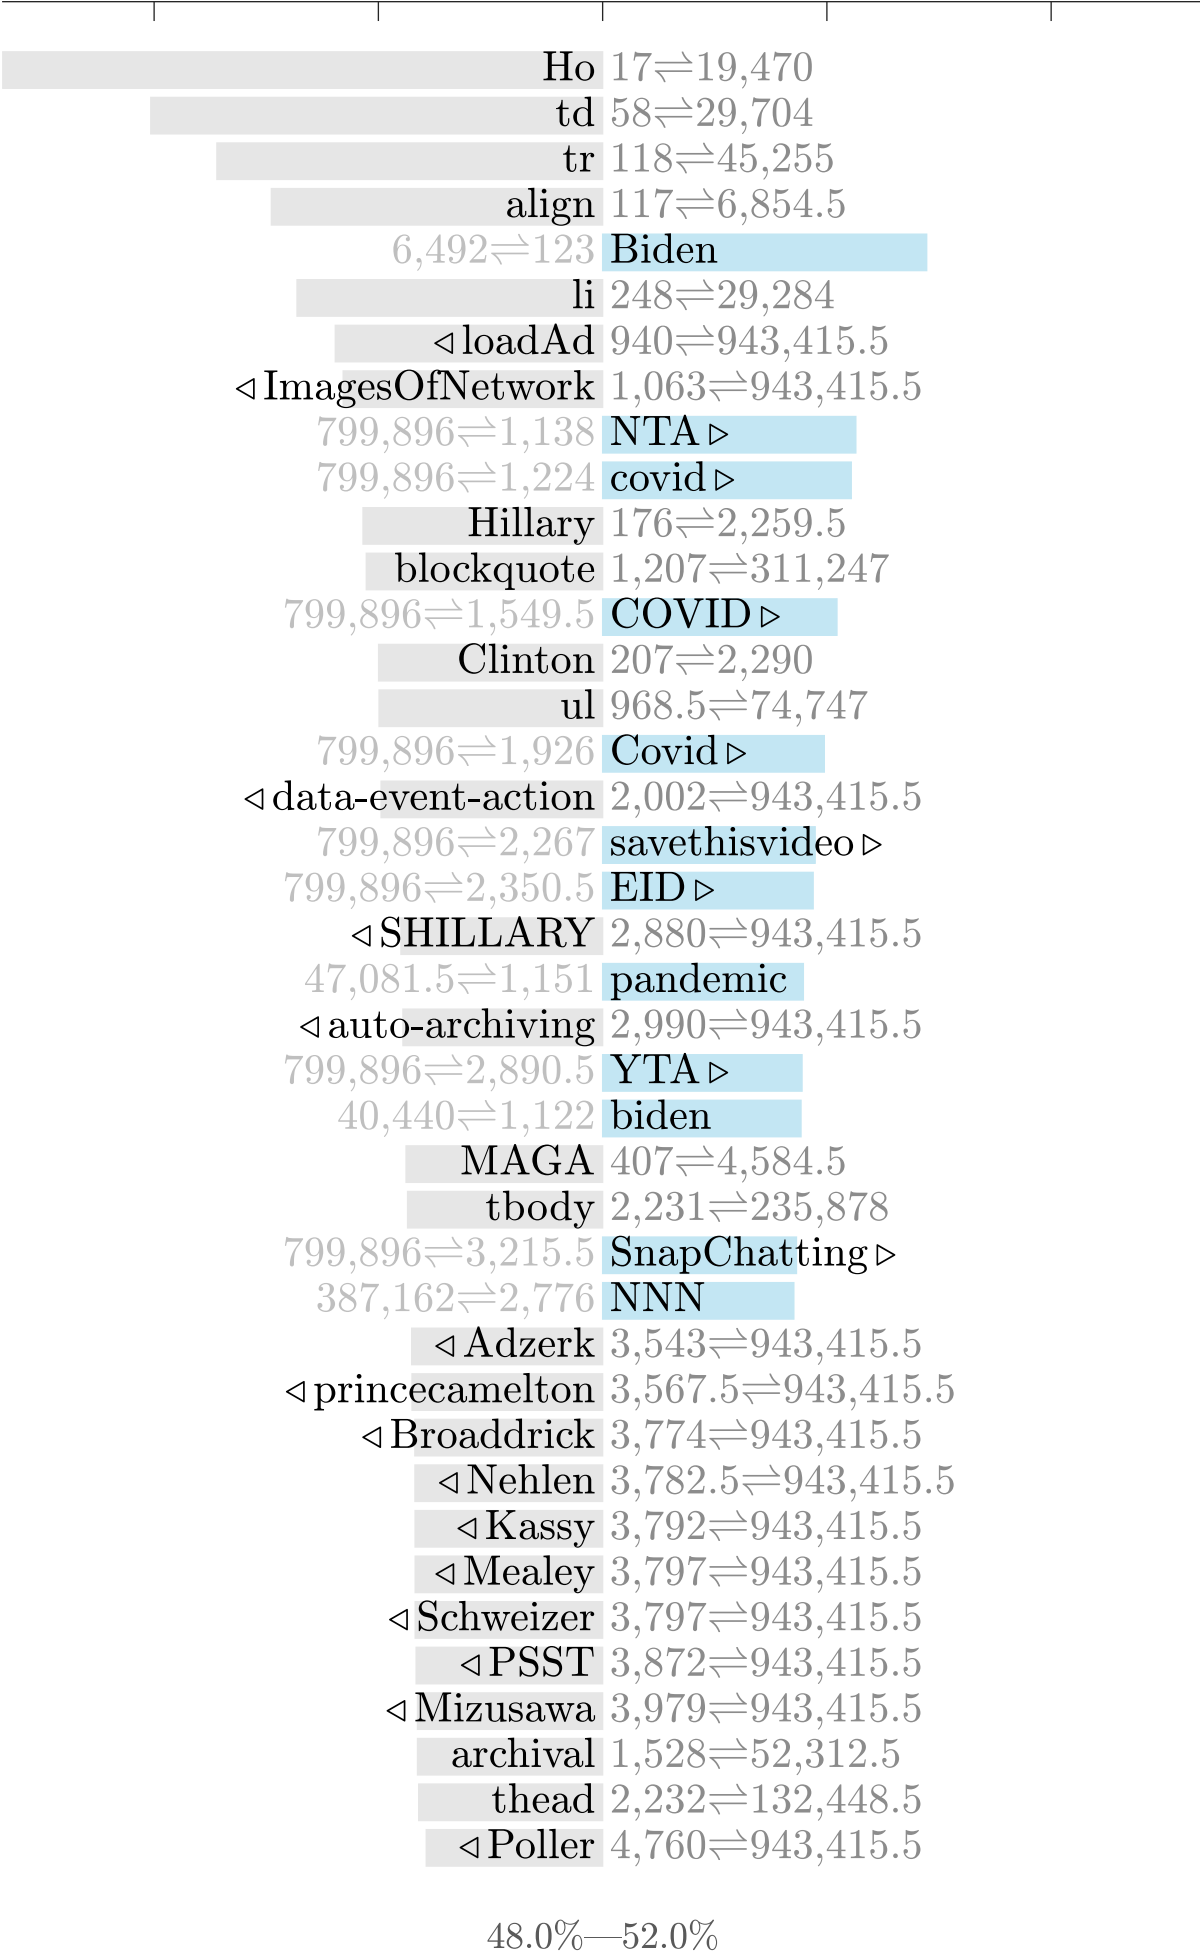 Ho 17⇌19,470
td 58⇌29,704
tr 118⇌45,255
align 117⇌6,854.5
6,492⇌123 Biden
li 248⇌29,284
◁ loadAd 940⇌943,415.5
◁ ImagesOfNetwork 1,063⇌943,415.5
799,896⇌1,138 NTA ▷
799,896⇌1,224 covid ▷
Hillary 176⇌2,259.5
blockquote 1,207⇌311,247
799,896⇌1,549.5 COVID ▷
Clinton 207⇌2,290
ul 968.5⇌74,747
799,896⇌1,926 Covid ▷
◁ data-event-action 2,002⇌943,415.5
799,896⇌2,267 savethisvideo ▷
799,896⇌2,350.5 EID ▷
◁ SHILLARY 2,880⇌943,415.5
47,081.5⇌1,151 pandemic
◁ auto-archiving 2,990⇌943,415.5
799,896⇌2,890.5 YTA ▷
40,440⇌1,122 biden
MAGA 407⇌4,584.5
tbody 2,231⇌235,878
799,896⇌3,215.5 SnapChatting ▷
387,162⇌2,776 NNN
◁ Adzerk 3,543⇌943,415.5
◁ princecamelton 3,567.5⇌943,415.5
◁ Broaddrick 3,774⇌943,415.5
◁ Nehlen 3,782.5⇌943,415.5
◁ Kassy 3,792⇌943,415.5
◁ Mealey 3,797⇌943,415.5
◁ Schweizer 3,797⇌943,415.5
◁ PSST 3,872⇌943,415.5
◁ Mizusawa 3,979⇌943,415.5
archival 1,528⇌52,312.5
thead 2,232⇌132,448.5
◁ Poller 4,760⇌943,415.5
48.0%—52.0%